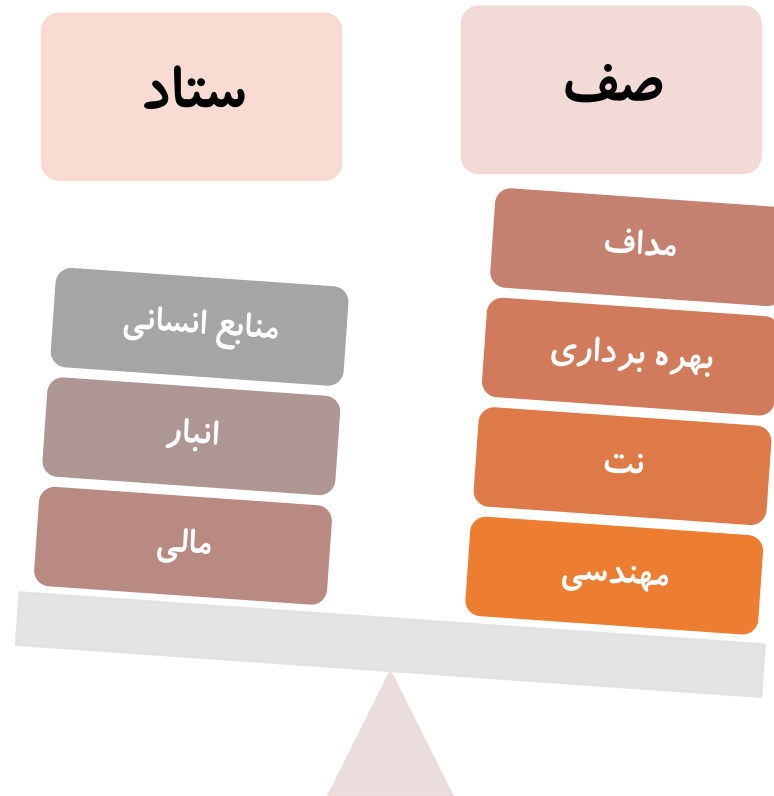 صف
مداف
بهره برداری
نت
مهندسی
ستاد
منابع انسانی
انبار
مالی